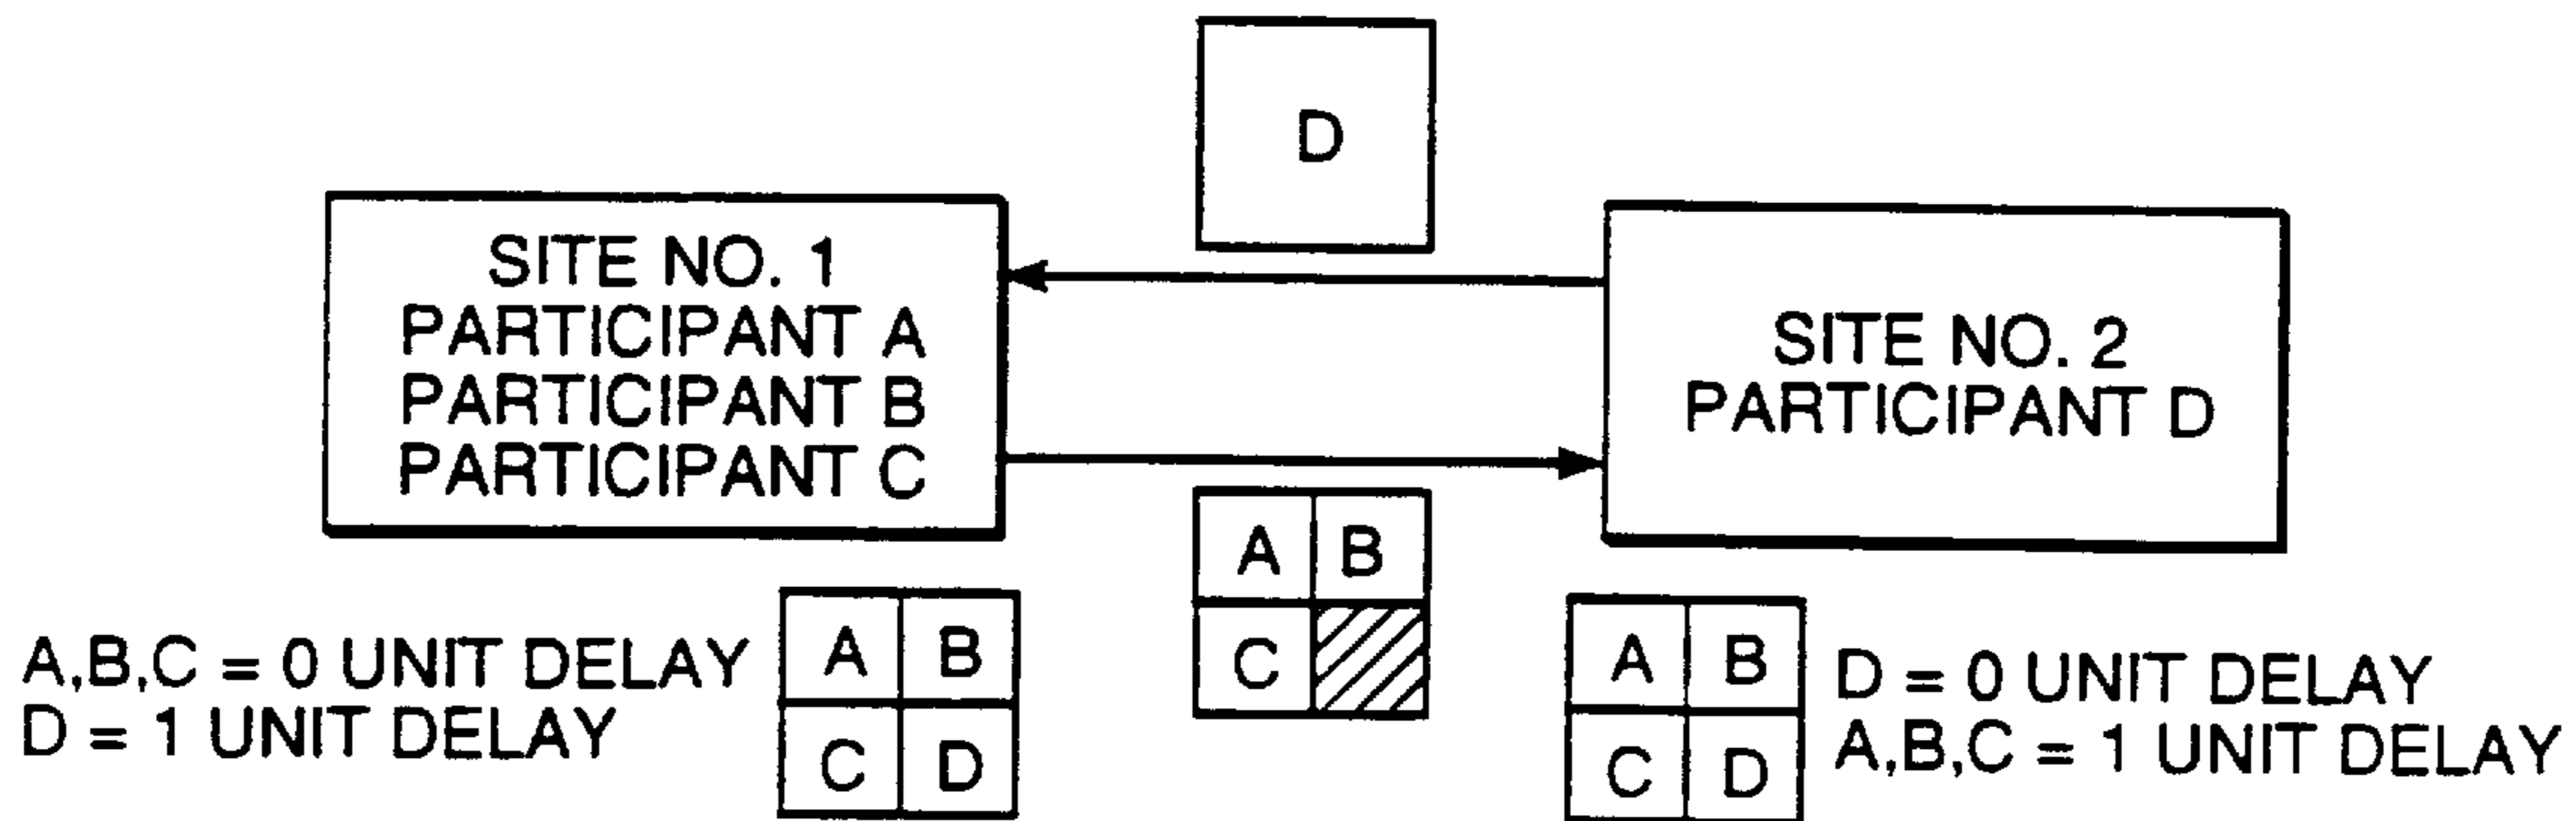 D
SITE NO. 1
PARTICIPANT A
PARTICIPANT B
PARTICIPANT C
SITE NO. 2
PARTICIPANT D
A B
C
A,B,C = 0 UNIT DELAY
D = 1 UNIT DELAY
A B
C D
A B
C D
D = 0 UNIT DELAY
A,B,C = 1 UNIT DELAY